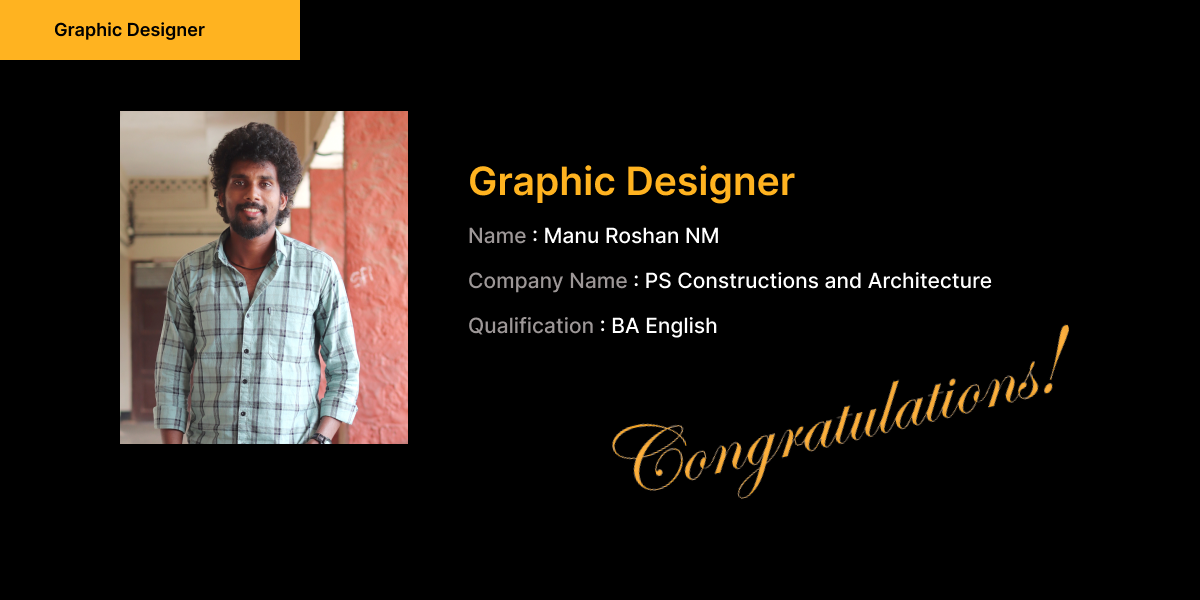 Graphic Designer
Graphic Designer
Name : Manu Roshan NM
Company Name : PS Constructions and Architecture
Qualification : BA English
Congratulations!